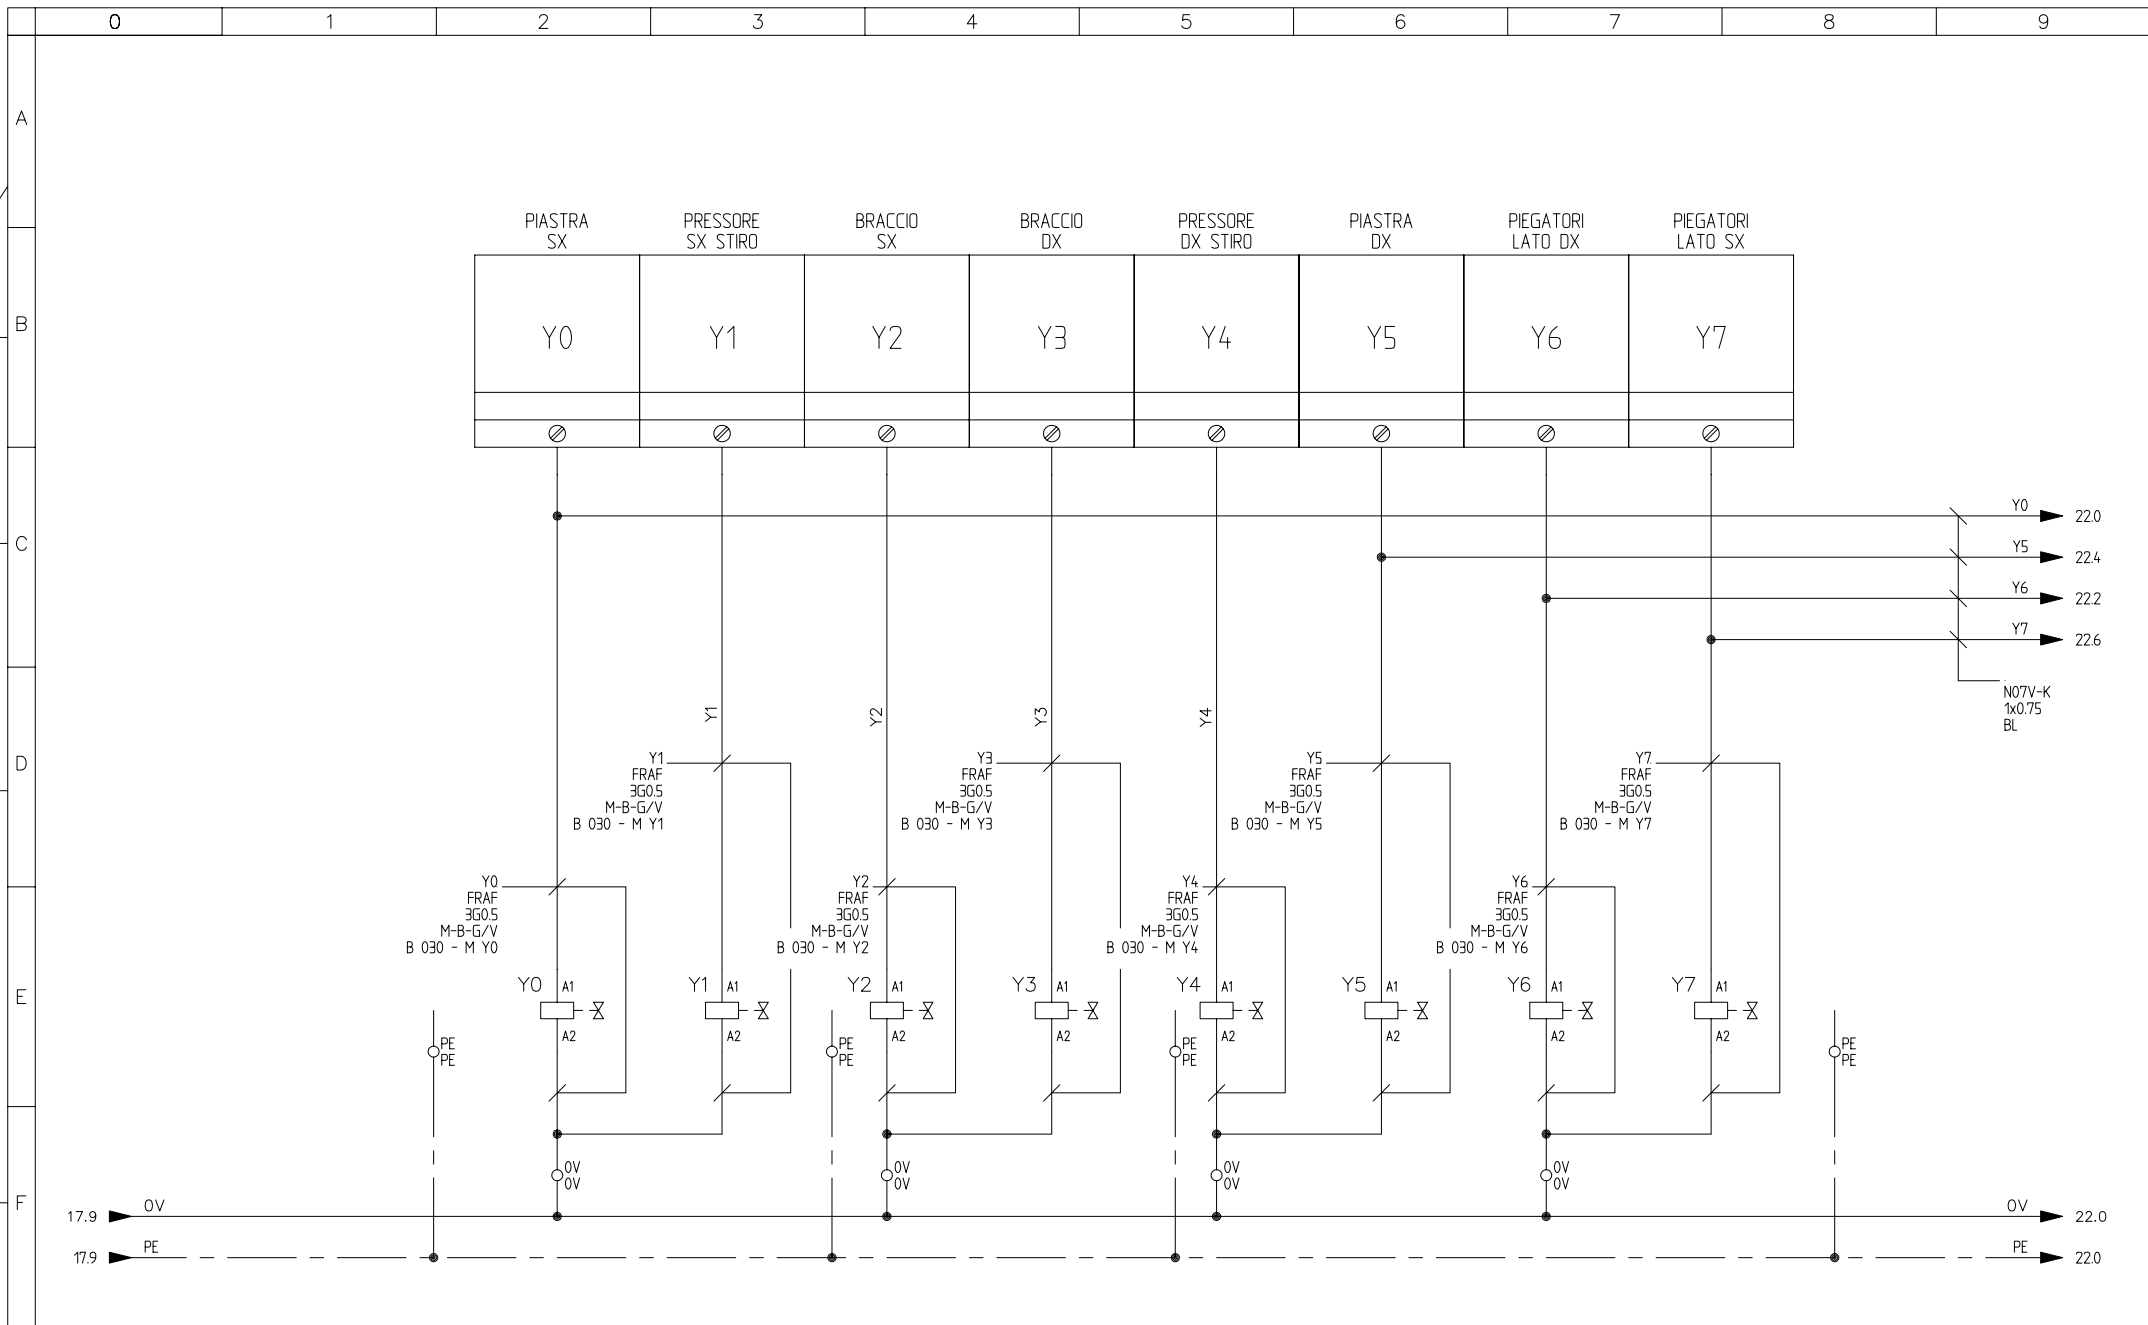 0 1 2 3 4 5 6 7 8 9
A
B
C
D
E
F
PIASTRA
SX
PRESSORE
SX STIRO
BRACCIO
SX
BRACCIO
DX
PRESSORE
DX STIRO
PIASTRA
DX
PIEGATORI
LATO DX
PIEGATORI
LATO SX
Y0 Y1 Y2 Y3 Y4 Y5 Y6 Y7
Y0 22.0
Y5 22.4
Y6 22.2
Y7 22.6
N07V-K
1x0.75
BL
Y1
Y2
Y3
Y4
Y1
FRAF
3G0.5
M-B-G/V
B 030 - M Y1
Y3
FRAF
3G0.5
M-B-G/V
B 030 - M Y3
Y5
FRAF
3G0.5
M-B-G/V
B 030 - M Y5
Y7
FRAF
3G0.5
M-B-G/V
B 030 - M Y7
Y0
FRAF
3G0.5
M-B-G/V
B 030 - M Y0
Y2
FRAF
3G0.5
M-B-G/V
B 030 - M Y2
Y4
FRAF
3G0.5
M-B-G/V
B 030 - M Y4
Y6
FRAF
3G0.5
M-B-G/V
B 030 - M Y6
Y0 A1
A2
Y1 A1
A2
Y2 A1
A2
Y3 A1
A2
Y4 A1
A2
Y5 A1
A2
Y6 A1
A2
Y7 A1
A2
PE
PE
PE
PE
PE
PE
PE
PE
0V
0V
0V
0V
0V
0V
0V
0V
17.9 0V 0V 22.0
17.9 PE PE 22.0